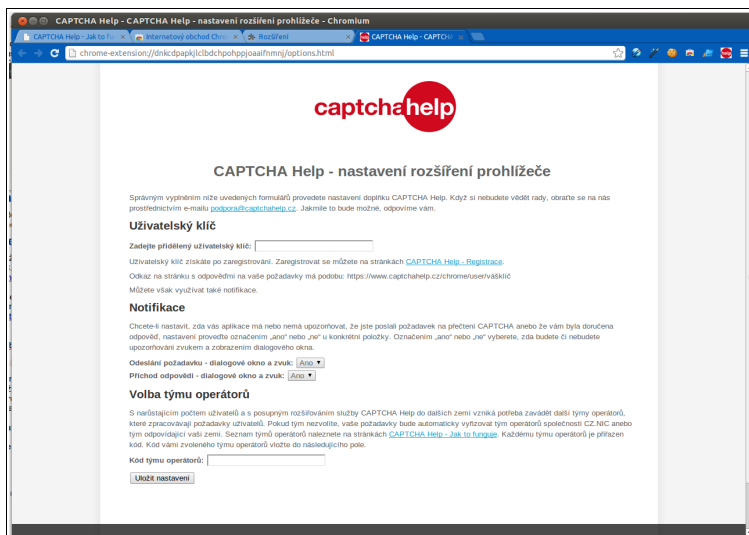 CAPTCHA Help - CAPTCHA Help - nastavení rozšíření prohlížeče - Chromium
CAPTCHA Help - Jak to fu
Internetový obchod Chro
Rozšíření
CAPTCHA Help - CAPTCH
chrome-extension://dnkcdpapkjlclbdchpohppjoaaifnmnj/options.html
captchahelp
CAPTCHA Help - nastavení rozšíření prohlížeče
Správným vyplněním níže uvedených formulářů provedete nastavení doplňku CAPTCHA Help. Když si nebudete vědět rady, obraťte se na nás
prostřednictvím e-mailu podpora@captchahelp.cz. Jakmile to bude možné, odpovíme vám.
Uživatelský klíč
Zadejte přidělený uživatelský klíč:
Uživatelský klíč získáte po zaregistrování. Zaregistrovat se můžete na stránkách CAPTCHA Help - Registrace.
Odkaz na stránku s odpověďmi na vaše požadavky má podobu: https://www.captchahelp.cz/chrome/user/vášklíč
Můžete však využívat také notifikace.
Notifikace
Chcete-li nastavit, zda vás aplikace má nebo nemá upozorňovat, že jste poslali požadavek na přečtení CAPTCHA anebo že vám byla doručena
odpověď, nastavení proveďte označením „ano“ nebo „ne“ u konkrétní položky. Označením „ano“ nebo „ne“ vyberete, zda budete či nebudete
upozorňováni zvukem a zobrazením dialogového okna.
Odeslání požadavku - dialogové okno a zvuk: Ano
Příchod odpovědi - dialogové okno a zvuk: Ano
Volba týmu operátorů
S narůstajícím počtem uživatelů a s posupným rozšiřováním služby CAPTCHA Help do dalších zemí vzniká potřeba zavádět další týmy operátorů,
které zpracovávají požadavky uživatelů. Pokud tým nezvolíte, vaše požadavky bude automaticky vyřizovat tým operátorů společnosti CZ.NIC anebo
tým odpovídající vaší zemi. Seznam týmů operátorů naleznete na stránkách CAPTCHA Help - Jak to funguje. Každému týmu operátorů je přiřazen
kód. Kód vámi zvoleného týmu operátorů vložte do následujícího pole.
Kód týmu operátorů:
Uložit nastavení